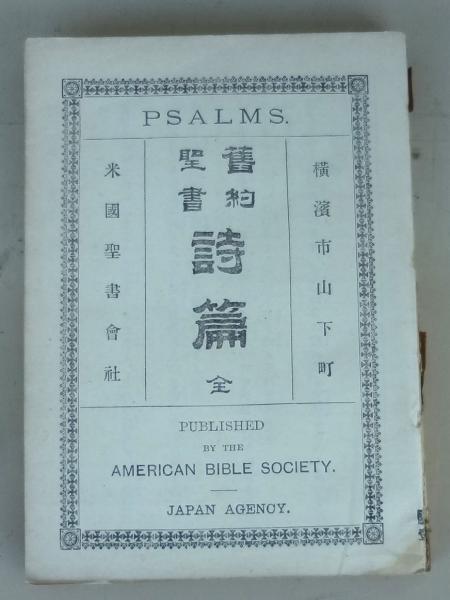 PSALMS.
橫濱市山下町
舊約
聖書
詩篇
全
米國聖書會社
PUBLISHED
BY THE
AMERICAN BIBLE SOCIETY.
JAPAN AGENCY.